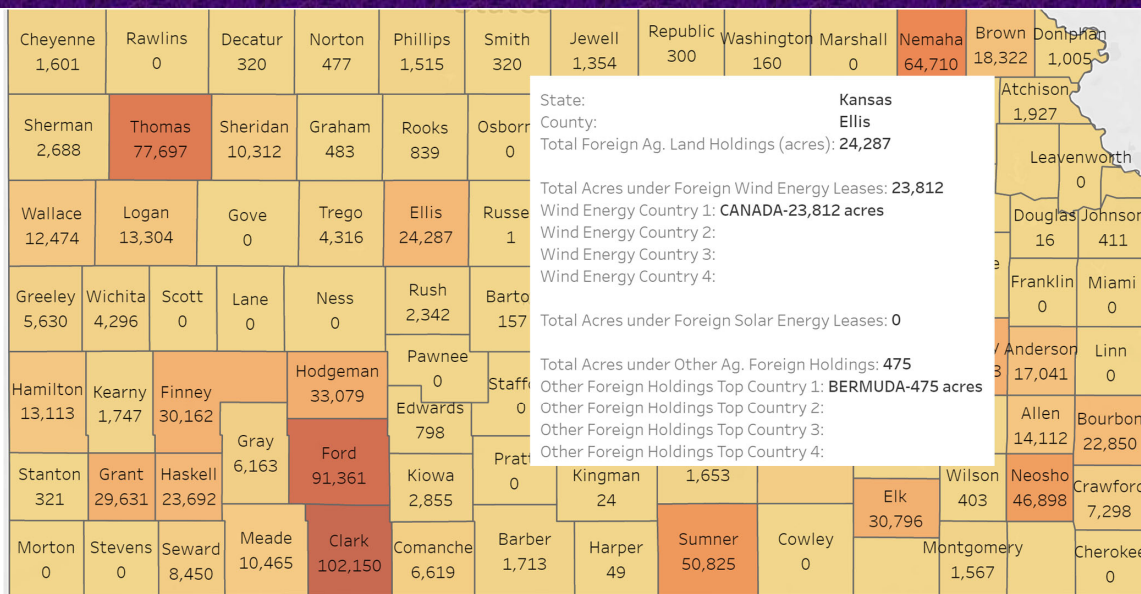 Cheyenne Rawlins Decatur Norton Phillips Smith Jewell Republic Washington Marshall Nemaha Brown Doniphan
1,601 0 320 477 1,515 320 1,354 300 160 0 64,710 18,322 1,005
Atchison
1,927
Sherman Thomas Sheridan Graham Rooks Osborn
2,688 77,697 10,312 483 839 0
Leavenworth
0
Wallace Logan Gove Trego Ellis Russe
12,474 13,304 0 4,316 24,287 1
Douglas Johnson
16 411
Greeley Wichita Scott Lane Ness Rush Barto
5,630 4,296 0 0 0 2,342 157
Franklin Miami
0 0
State: Kansas
County: Ellis
Total Foreign Ag. Land Holdings (acres): 24,287
Total Acres under Foreign Wind Energy Leases: 23,812
Wind Energy Country 1: CANADA-23,812 acres
Wind Energy Country 2:
Wind Energy Country 3:
Wind Energy Country 4:
Total Acres under Foreign Solar Energy Leases: 0
Total Acres under Other Ag. Foreign Holdings: 475
Other Foreign Holdings Top Country 1: BERMUDA-475 acres
Other Foreign Holdings Top Country 2:
Other Foreign Holdings Top Country 3:
Other Foreign Holdings Top Country 4:
Hamilton Kearny Finney Hodgeman Pawnee Staff
13,113 1,747 30,162 33,079 0 0
Anderson Linn
17,041 0
Edwards
798
Allen Bourbon
14,112 22,850
Gray Ford
6,163 91,361
Stanton Grant Haskell Kiowa Pratt Kingman 1,653
321 29,631 23,692 2,855 0 24
Elk Wilson Neosho Crawford
30,796 403 46,898 7,298
Morton Stevens Seward Meade Clark Comanche Barber Harper Sumner Cowley Montgomery Cherokee
0 0 8,450 10,465 102,150 6,619 1,713 49 50,825 0 1,567 0